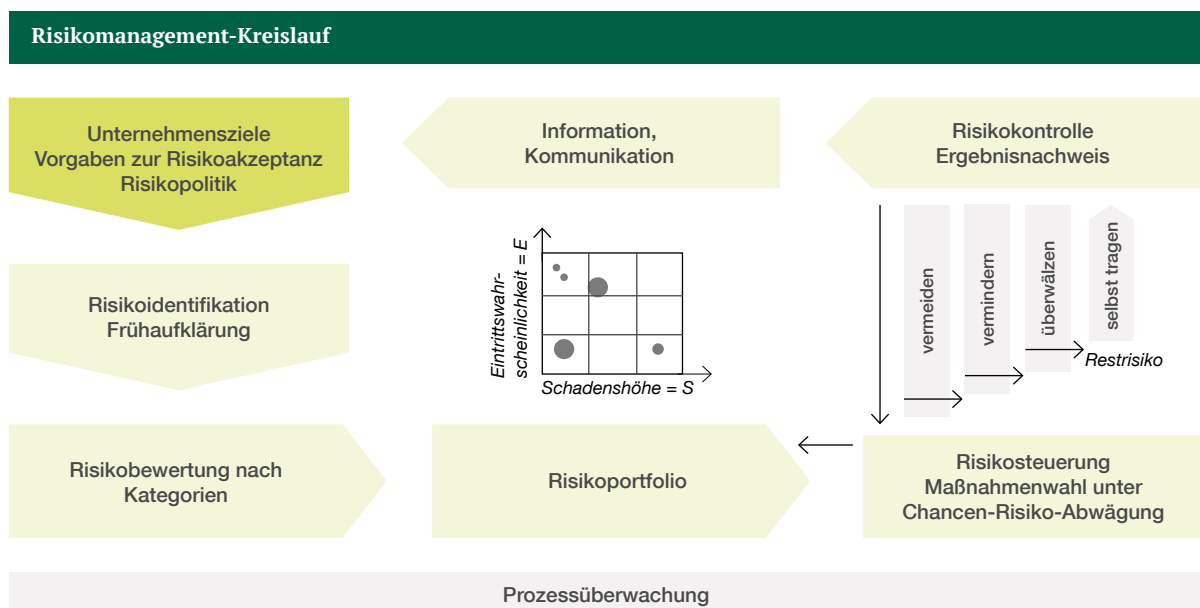 Risikomanagement-Kreislauf
Unternehmensziele
Vorgaben zur Risikoakzeptanz
Risikopolitik
Information,
Kommunikation
Risikokontrolle
Ergebnisnachweis
Risikoidentifikation
Frühaufklärung
Eintrittswahr-
scheinlichkeit = E
Schadenshöhe = S
vermeiden
vermindern
überwälzen
selbst tragen
Restrisiko
Risikobewertung nach
Kategorien
Risikoportfolio
Risikosteuerung
Maßnahmenwahl unter
Chancen-Risiko-Abwägung
Prozessüberwachung